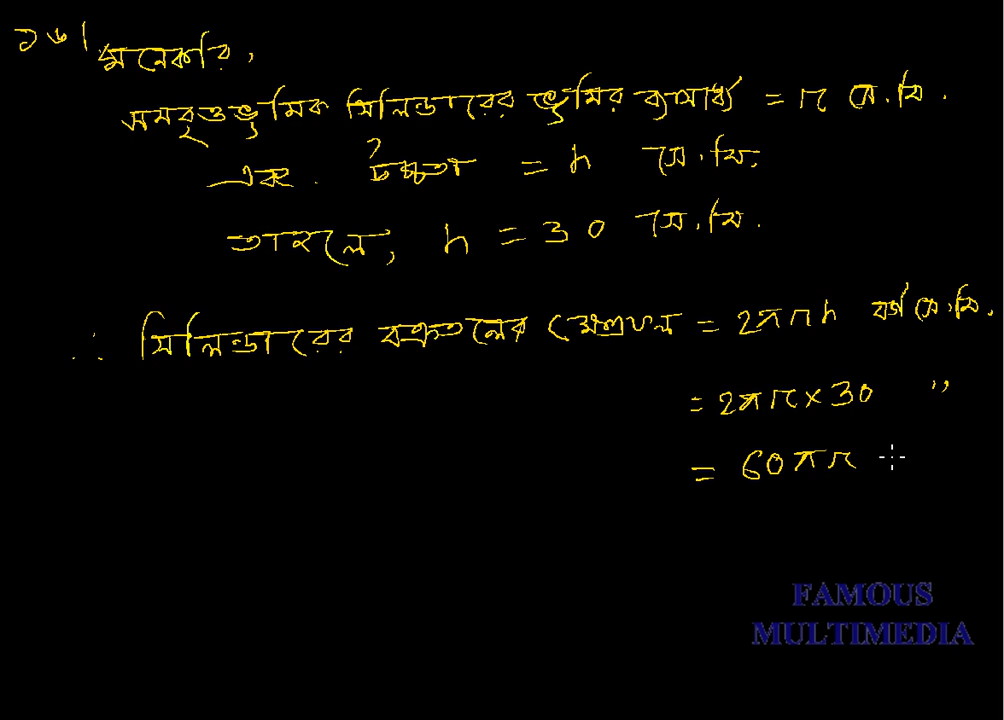 ১৬। মনেকরি,
সমবৃত্তভূমিক সিলিন্ডারের ভূমির ব্যাসার্ধ = r সে.মি.
এবং উচ্চতা = h সে.মি.
তাহলে, h = 30 সে.মি.
∴ সিলিন্ডারের বক্রতলের ক্ষেত্রফল = 2πrh বর্গ সে.মি.
= 2πr×30 ,,
= 60πr
FAMOUS
MULTIMEDIA